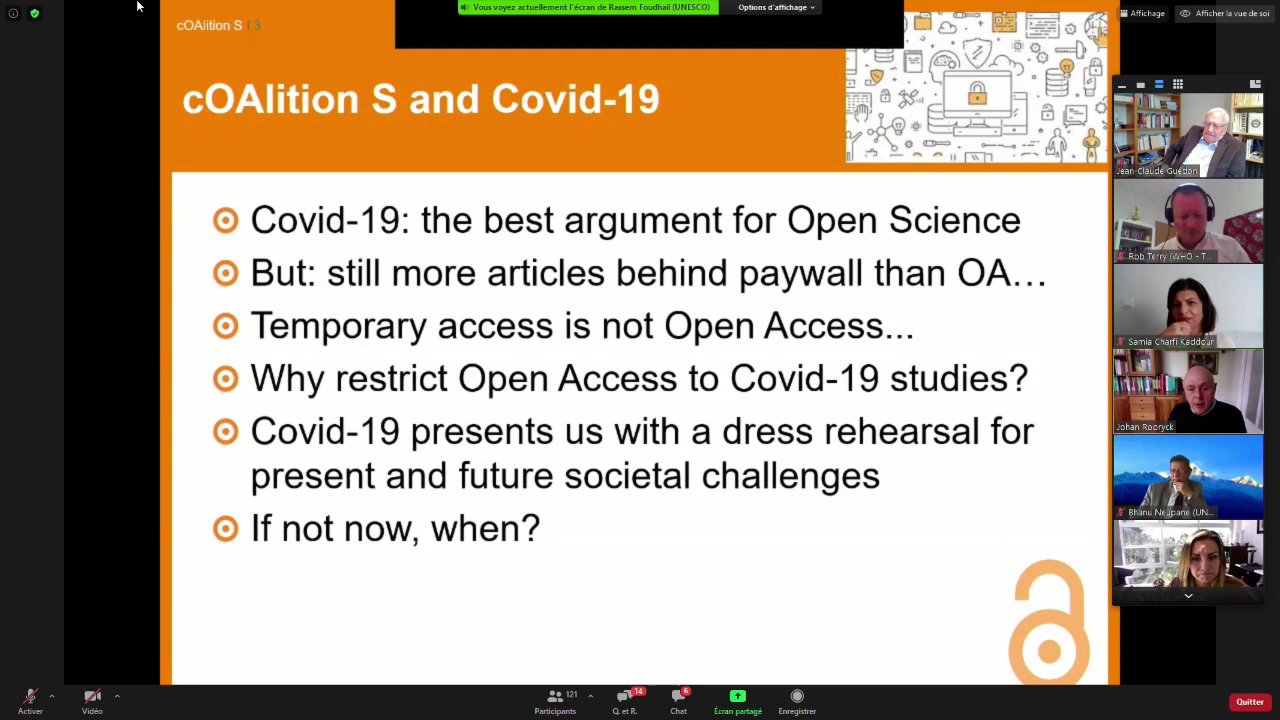 cOAlition S | 3
Vous voyez actuellement l'écran de Rassem Foudhail (UNESCO)
Options d'affichage
Affichage
Afficher la vue de soi
cOAlition S and Covid-19
Covid-19: the best argument for Open Science
But: still more articles behind paywall than OA…
Temporary access is not Open Access...
Why restrict Open Access to Covid-19 studies?
Covid-19 presents us with a dress rehearsal for
present and future societal challenges
If not now, when?
Jean-Claude Guédon
Rob Terry (WHO - T...
Samia Charfi Kaddour
Johan Rooryck
Bhanu Neupane (UN...
Activer
Vidéo
121
Participants
14
Q. et R.
6
Chat
Écran partagé
Enregistrer
Quitter